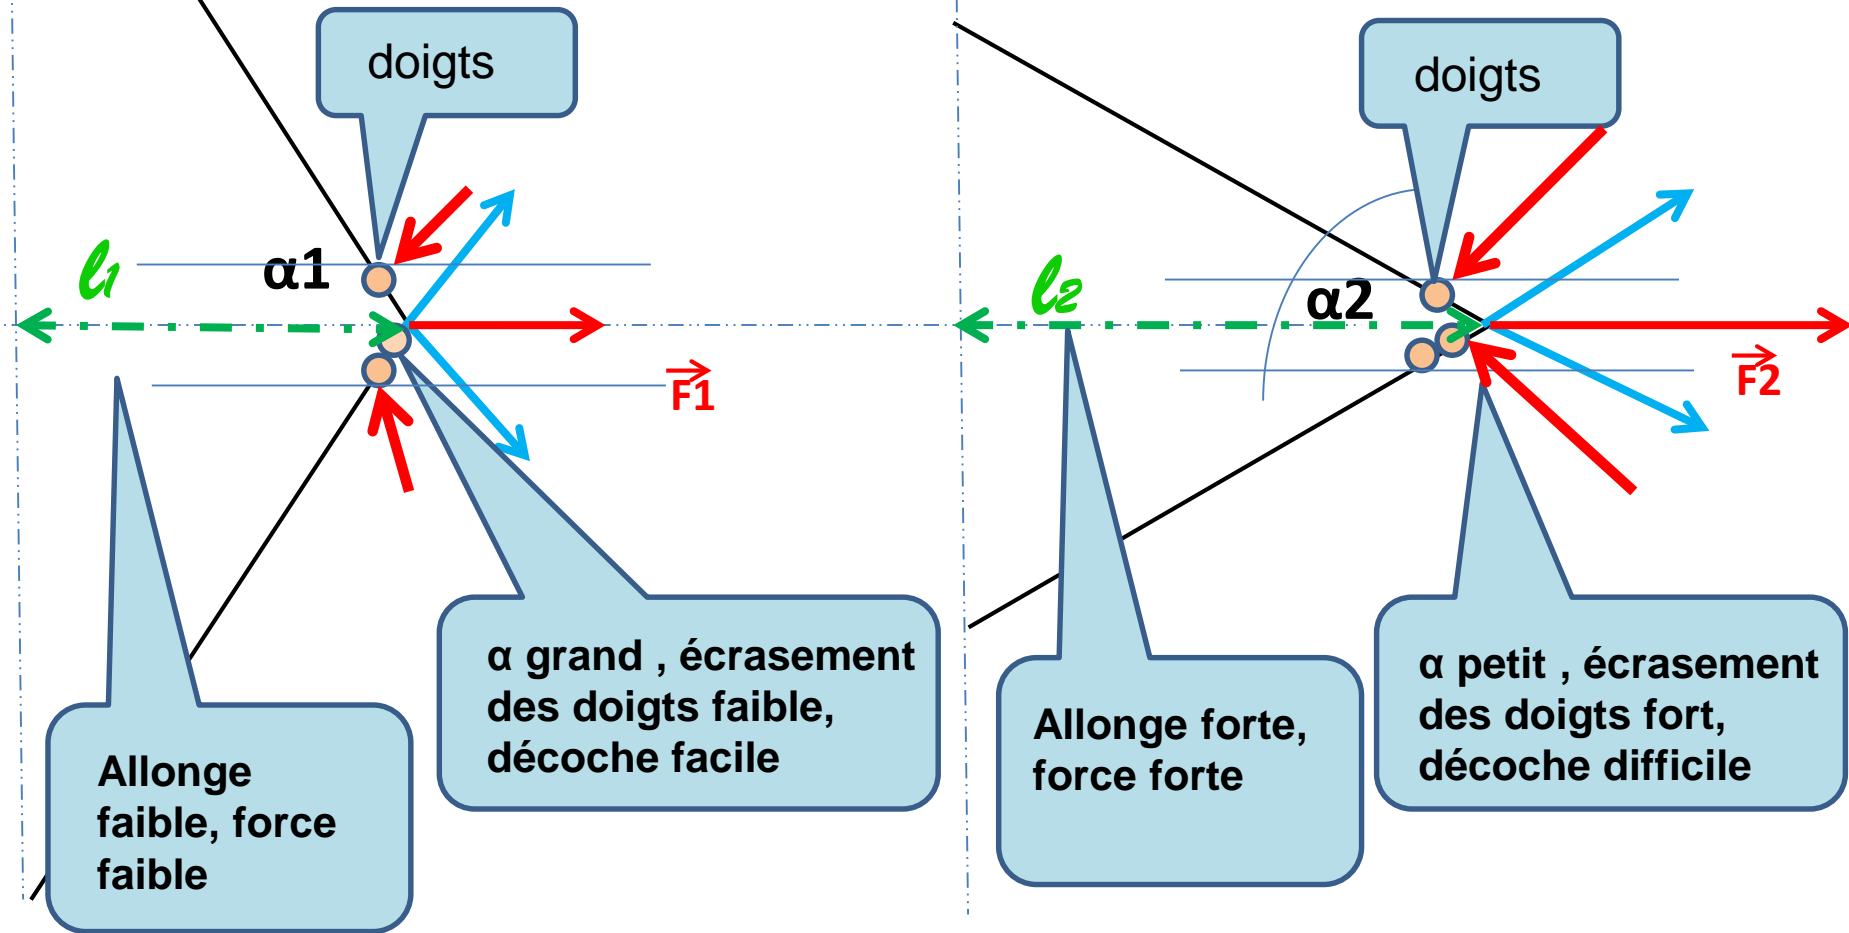 doigts
ℓ1
α1
F1
α grand , écrasement
des doigts faible,
décoche facile
Allonge
faible, force
faible
doigts
ℓ2
α2
F2
Allonge forte,
force forte
α petit , écrasement
des doigts fort,
décoche difficile